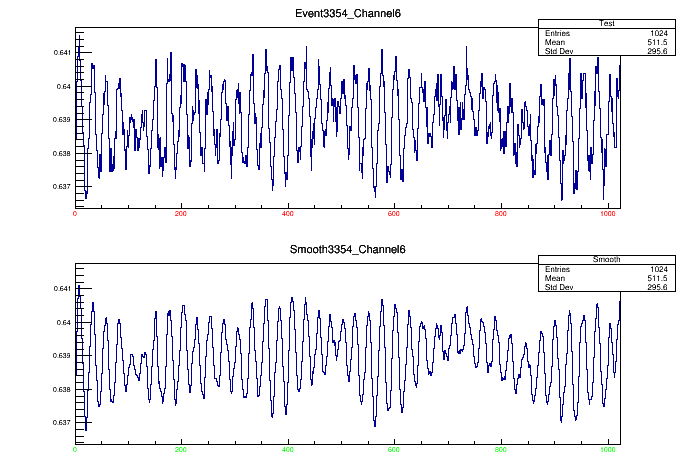 Event3354_Channel6
Test
Entries 1024
Mean 511.5
Std Dev 295.6
0.641
0.64
0.639
0.638
0.637
0 200 400 600 800 1000
Smooth3354_Channel6
Smooth
Entries 1024
Mean 511.5
Std Dev 295.6
0.641
0.64
0.639
0.638
0.637
0 200 400 600 800 1000